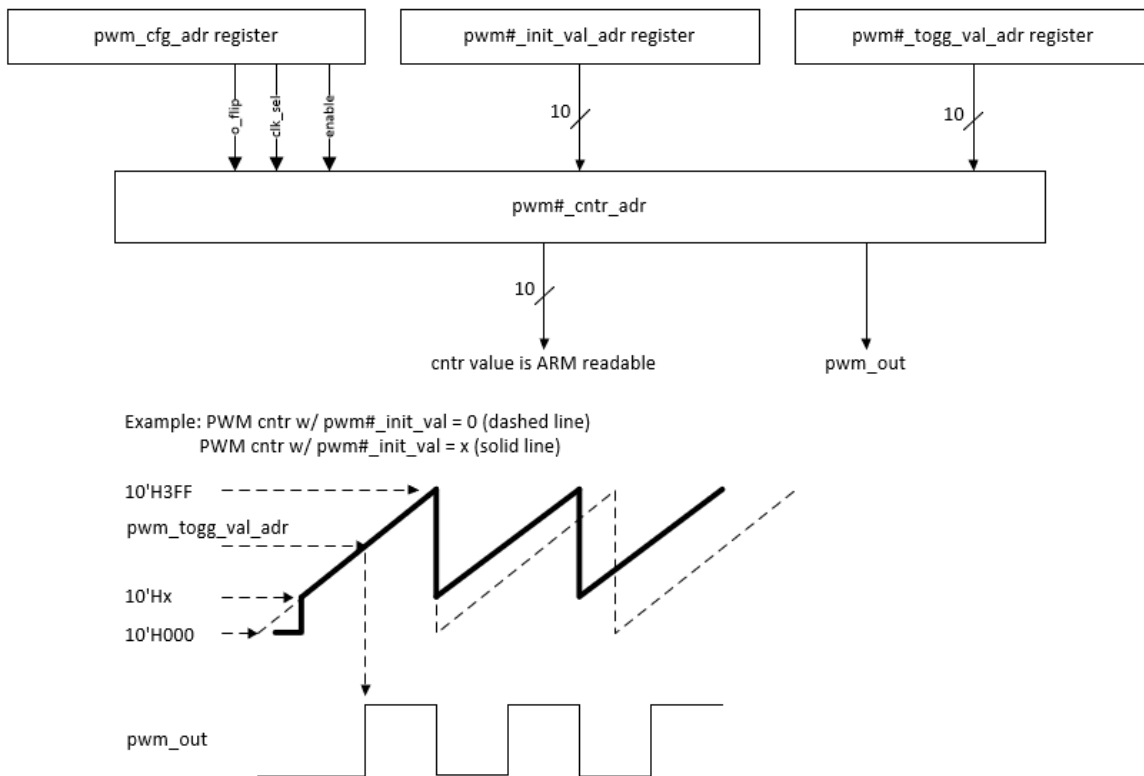 pwm_cfg_adr register
pwm#_init_val_adr register
pwm#_togg_val_adr register
o_flip
clk_sel
enable
10
10
pwm#_cntr_adr
10
cntr value is ARM readable
pwm_out
Example: PWM cntr w/ pwm#_init_val = 0 (dashed line)
PWM cntr w/ pwm#_init_val = x (solid line)
10'H3FF
pwm_togg_val_adr
10'Hx
10'H000
pwm_out